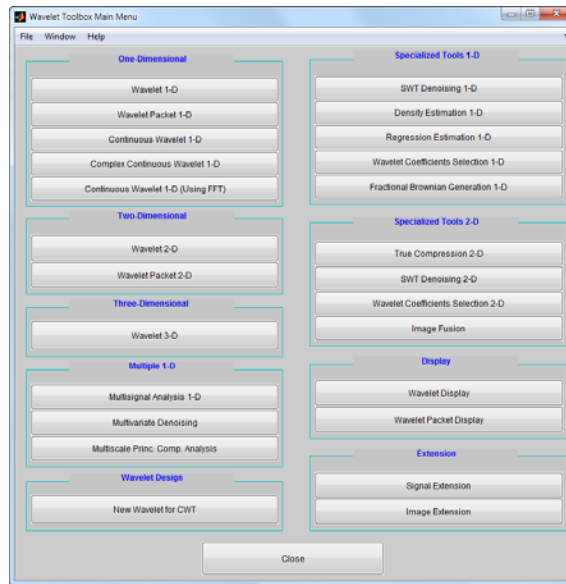 Wavelet Toolbox Main Menu
File Window Help
One-Dimensional
Wavelet 1-D
Wavelet Packet 1-D
Continuous Wavelet 1-D
Complex Continuous Wavelet 1-D
Continuous Wavelet 1-D (Using FFT)
Two-Dimensional
Wavelet 2-D
Wavelet Packet 2-D
Three-Dimensional
Wavelet 3-D
Multiple 1-D
Multisignal Analysis 1-D
Multivariate Denoising
Multiscale Princ. Comp. Analysis
Wavelet Design
New Wavelet for CWT
Specialized Tools 1-D
SWT Denoising 1-D
Density Estimation 1-D
Regression Estimation 1-D
Wavelet Coefficients Selection 1-D
Fractional Brownian Generation 1-D
Specialized Tools 2-D
True Compression 2-D
SWT Denoising 2-D
Wavelet Coefficients Selection 2-D
Image Fusion
Display
Wavelet Display
Wavelet Packet Display
Extension
Signal Extension
Image Extension
Close